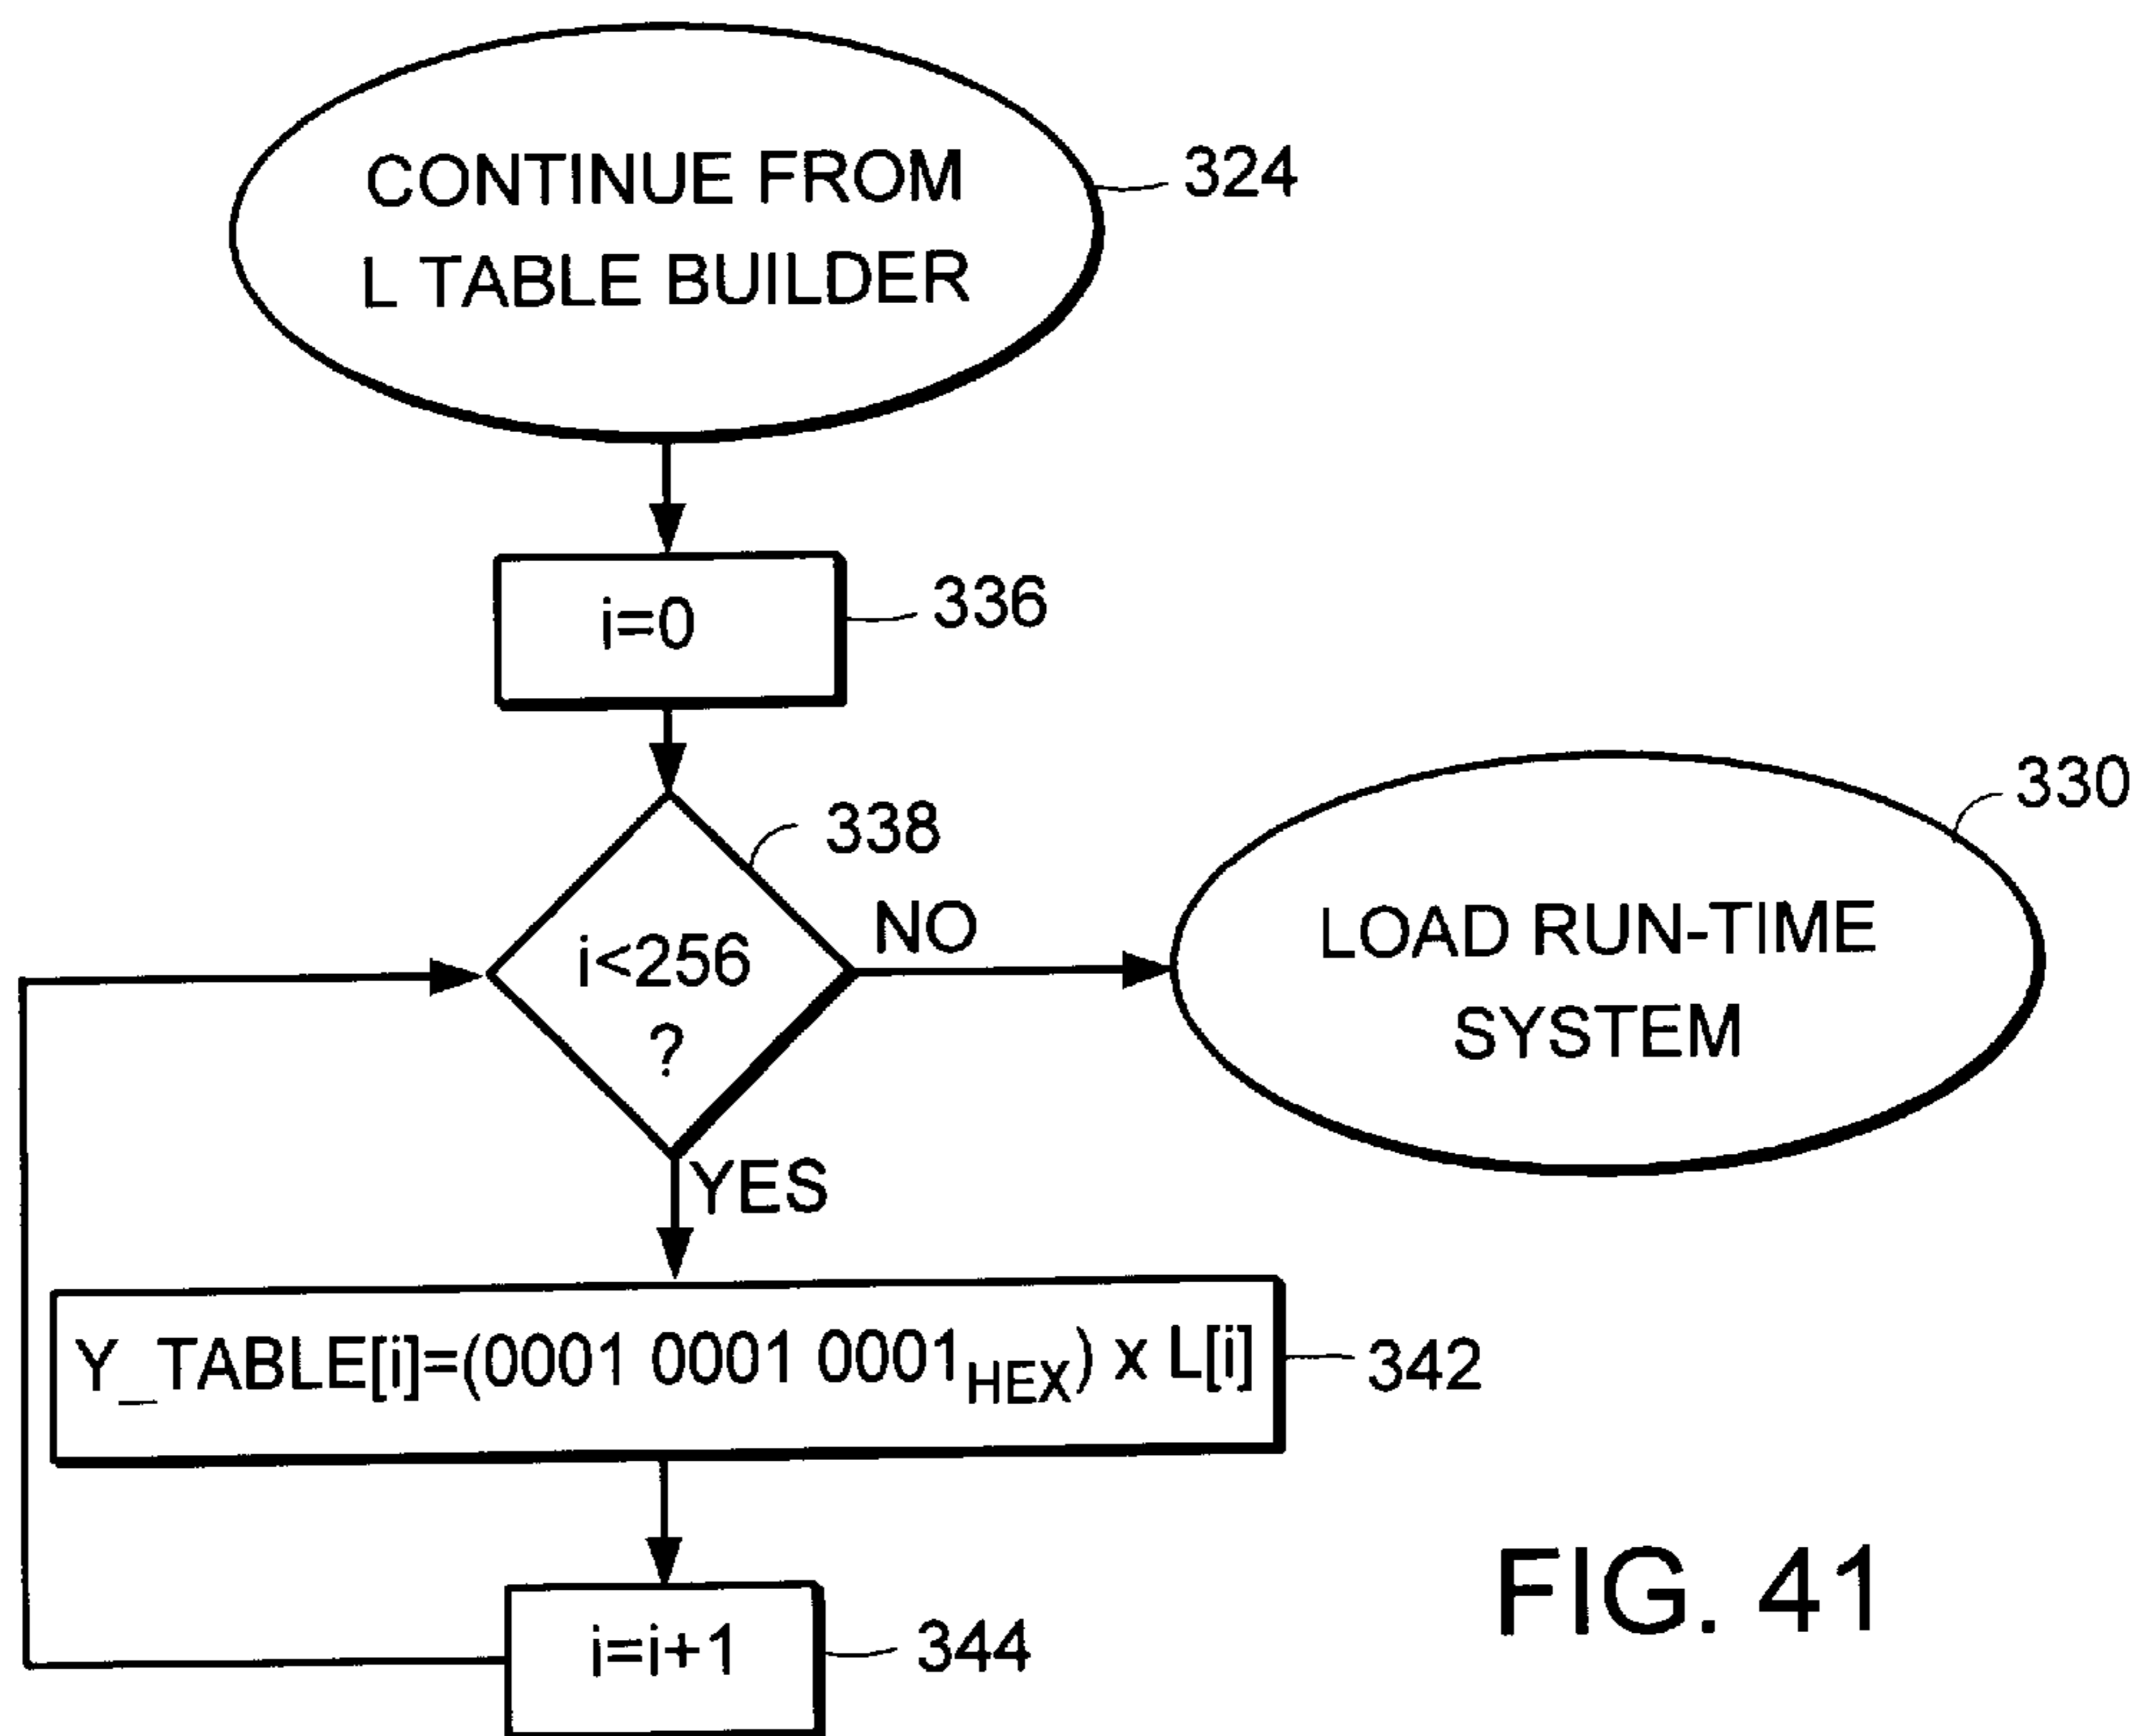 CONTINUE FROM
L TABLE BUILDER
324
i=0
336
338
i<256
?
NO
YES
LOAD RUN-TIME
SYSTEM
330
Y_TABLE[i]=(0001 0001 0001HEX) x L[i]
342
i=i+1
344
FIG. 41